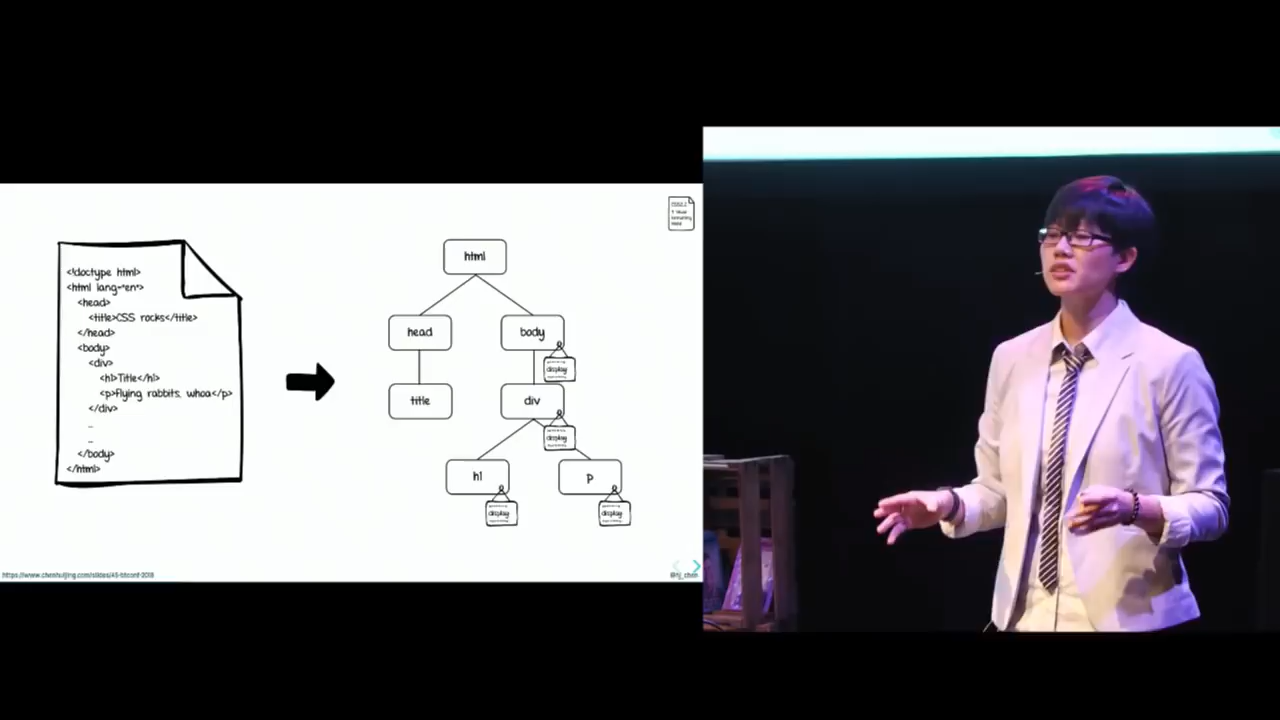 <!doctype html>
<html lang="en">
<head>
<title>CSS rocks</title>
</head>
<body>
<div>
<h1>Title</h1>
<p>Flying rabbits, whoa</p>
</div>
…
…
</body>
</html>
html
head
body
display
title
div
display
h1
p
display
display
https://www.chenhuijing.com/slides/45-btconf-2018
@hj_chen